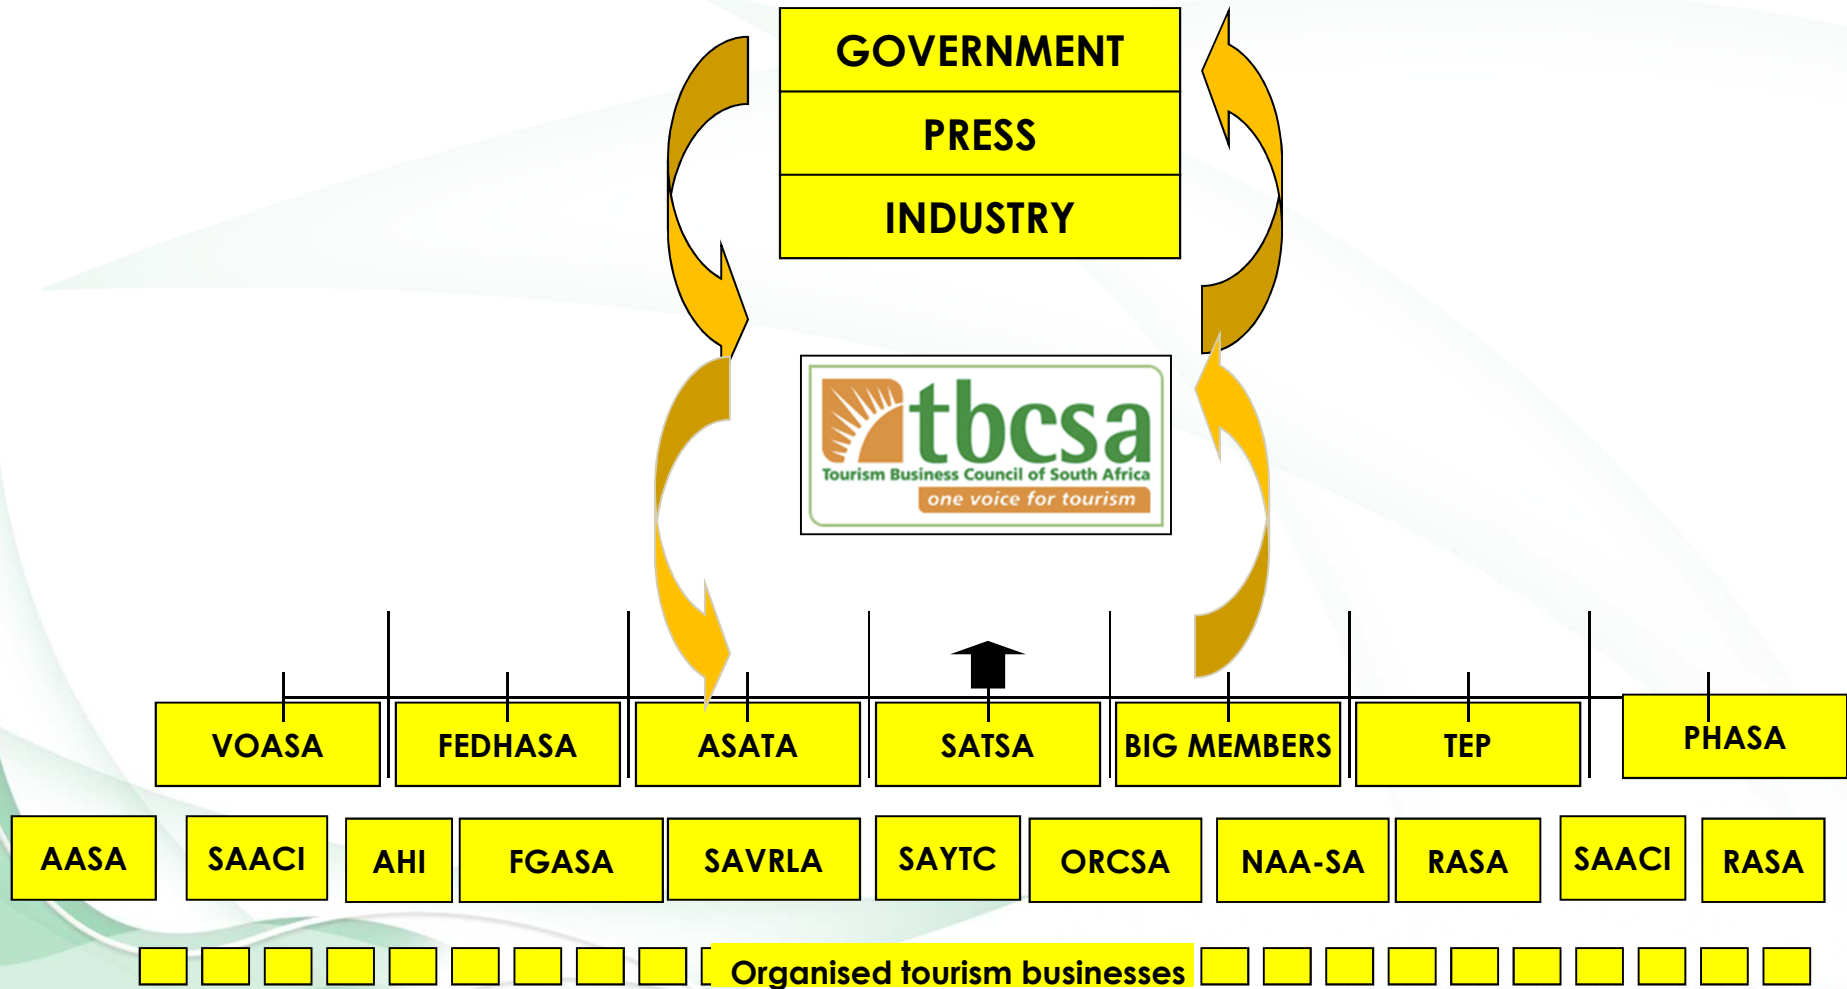 GOVERNMENT
PRESS
INDUSTRY
tbcsa
Tourism Business Council of South Africa
one voice for tourism
VOASA
FEDHASA
ASATA
SATSA
BIG MEMBERS
TEP
PHASA
AASA
SAACI
AHI
FGASA
SAVRLA
SAYTC
ORCSA
NAA-SA
RASA
SAACI
RASA
Organised tourism businesses